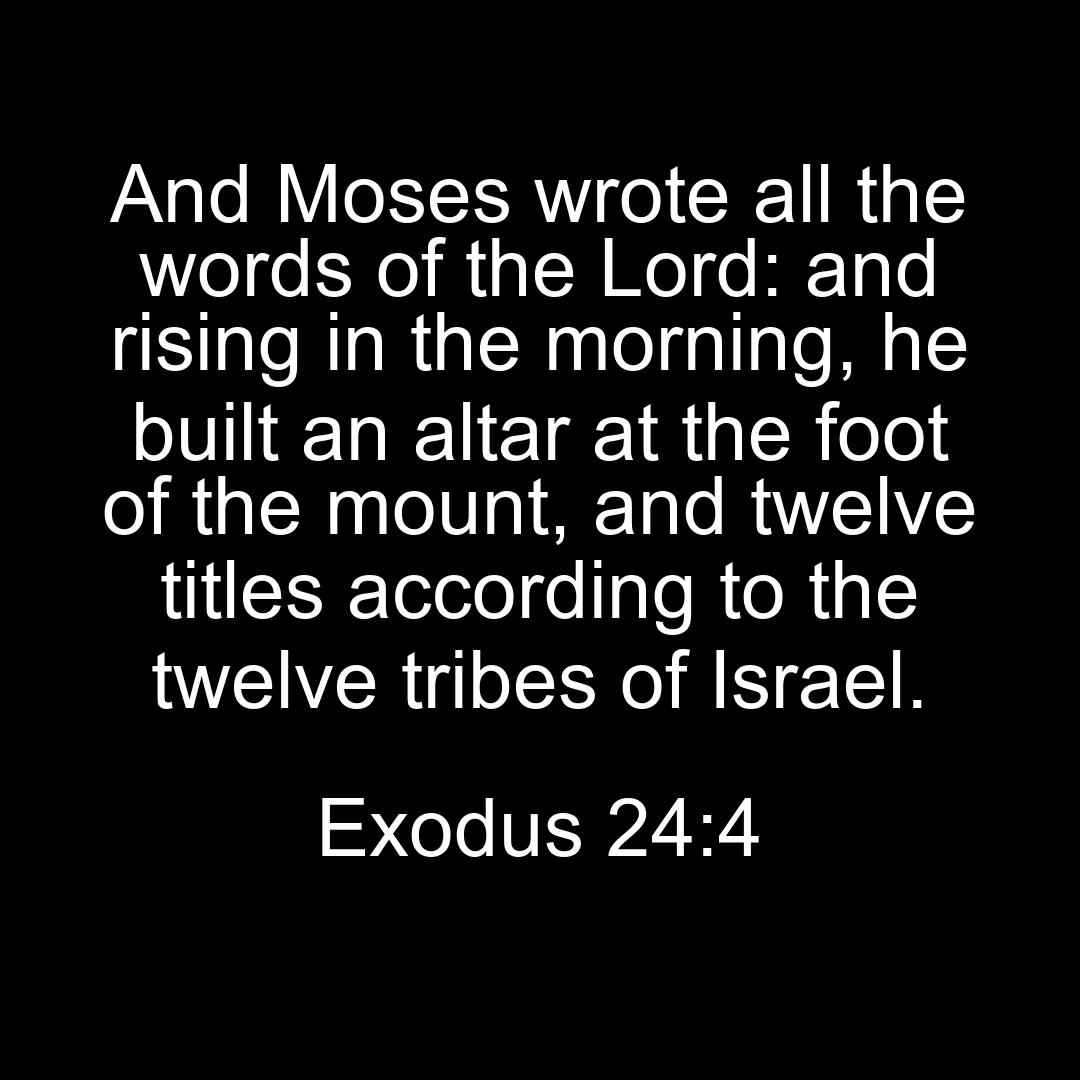 And Moses wrote all the
words of the Lord: and
rising in the morning, he
built an altar at the foot
of the mount, and twelve
titles according to the
twelve tribes of Israel.
Exodus 24:4